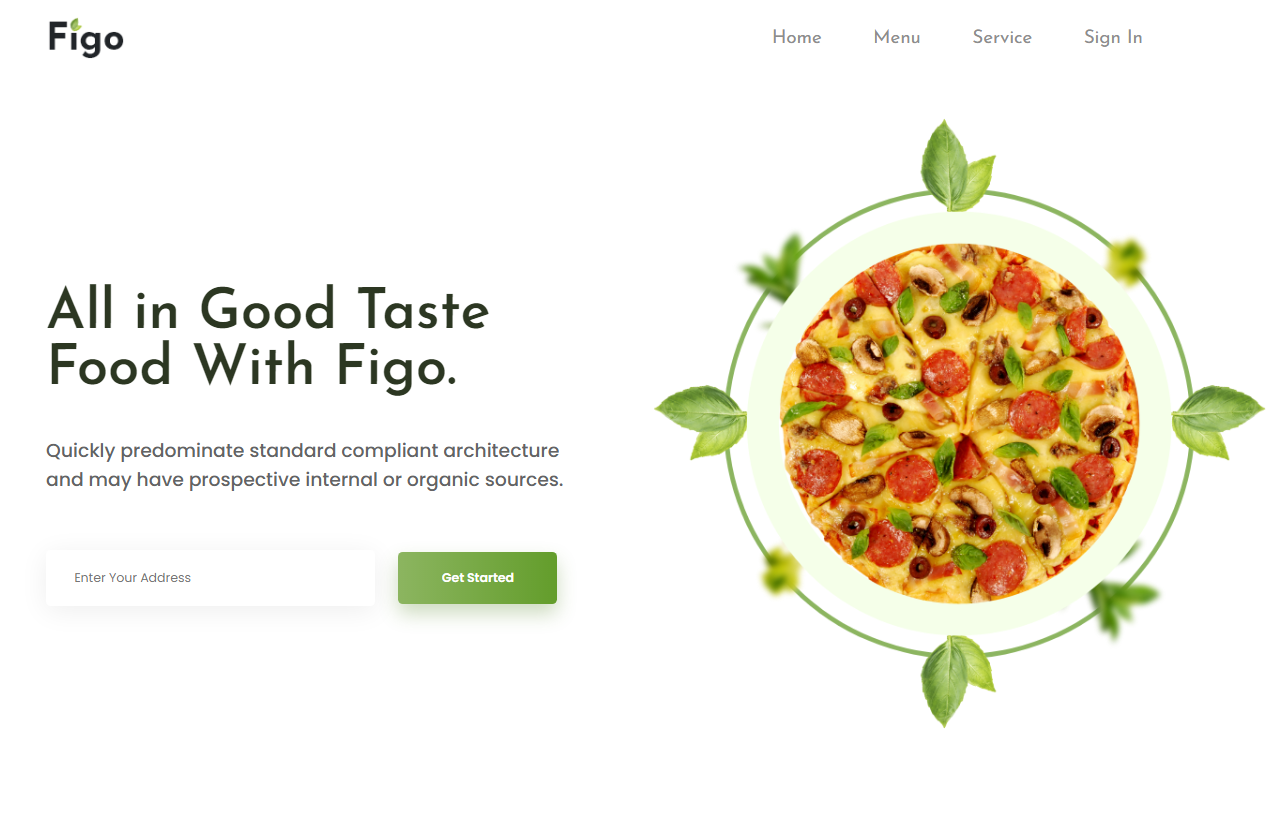 Figo
Home
Menu
Service
Sign In
All in Good Taste
Food With Figo.
Quickly predominate standard compliant architecture
and may have prospective internal or organic sources.
Enter Your Address
Get Started